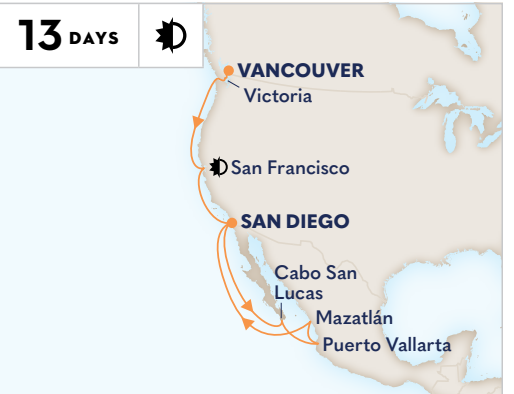 13 DAYS
VANCOUVER
Victoria
San Francisco
SAN DIEGO
Cabo San
Lucas
Mazatlán
Puerto Vallarta